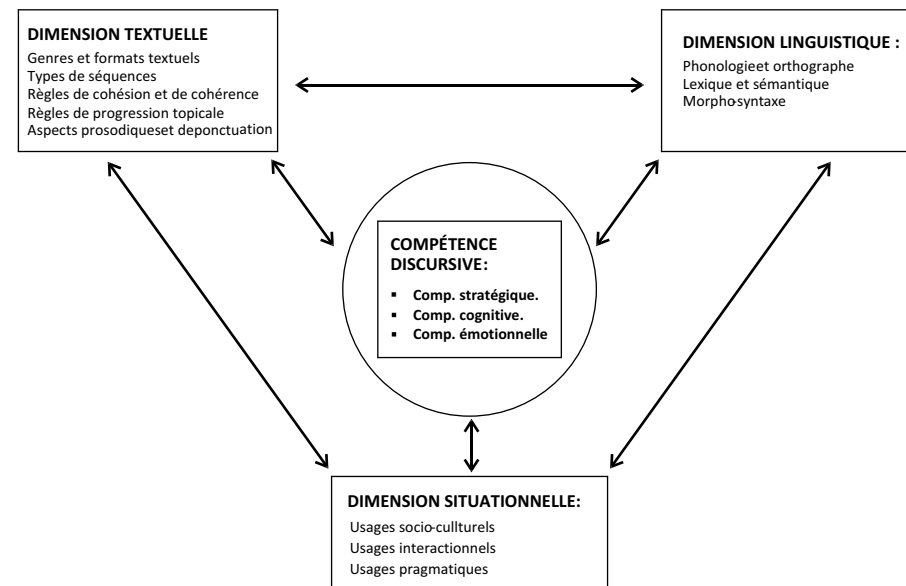 DIMENSION TEXTUELLE
Genres et formats textuels
Types de séquences
Règles de cohésion et de cohérence
Règles de progression topicale
Aspects prosodiqueset deponctuation
DIMENSION LINGUISTIQUE :
Phonologieet orthographe
Lexique et sémantique
Morpho-syntaxe
COMPÉTENCE
DISCURSIVE:
▪ Comp. stratégique.
▪ Comp. cognitive.
▪ Comp. émotionnelle
DIMENSION SITUATIONNELLE:
Usages socio-cullturels
Usages interactionnels
Usages pragmatiques